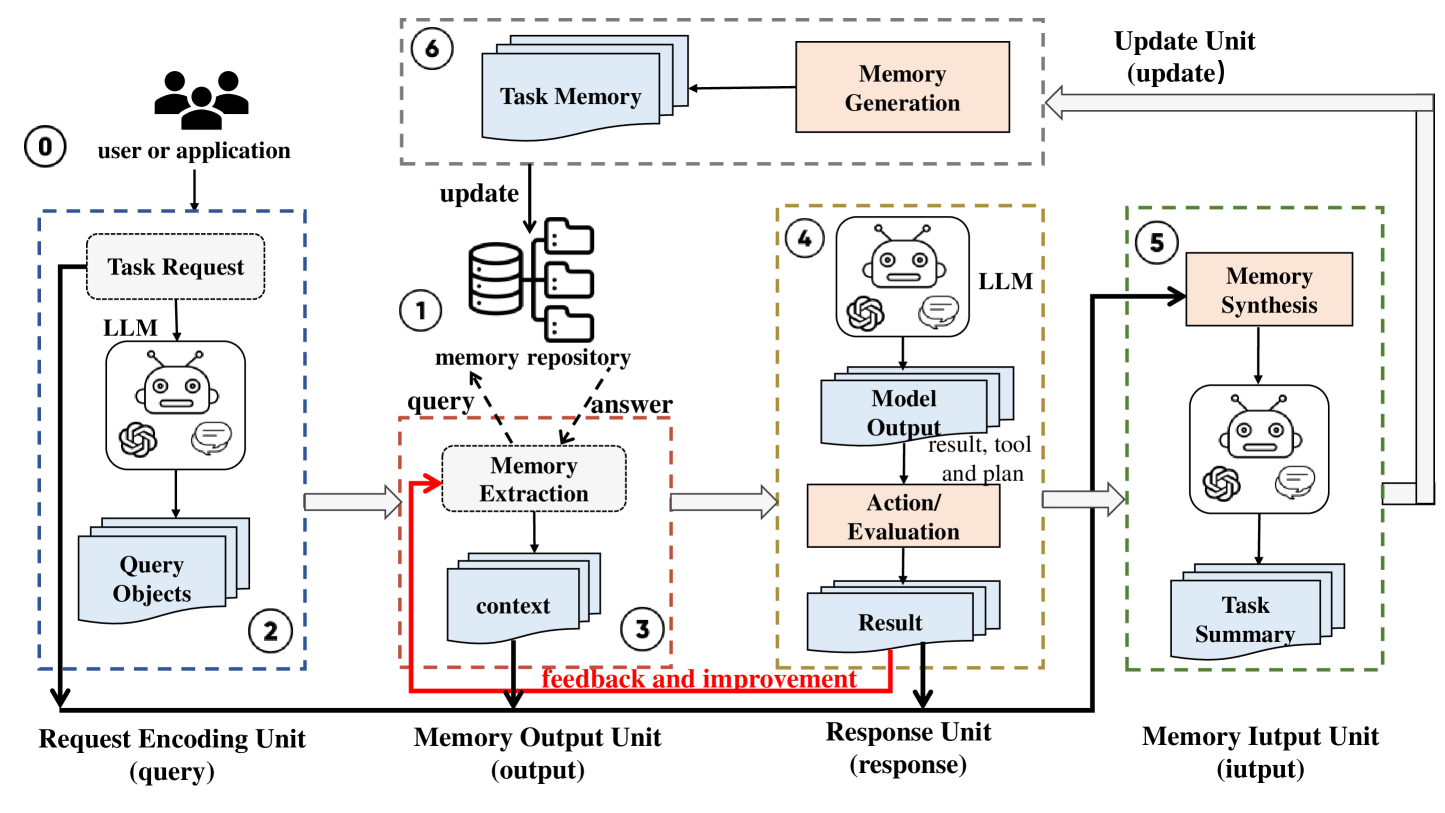 0
user or application
Task Request
LLM
Query
Objects
2
Request Encoding Unit
(query)
6
Task Memory
Memory
Generation
Update Unit
(update)
update
1
memory repository
query
answer
Memory
Extraction
context
3
feedback and improvement
Memory Output Unit
(output)
4
LLM
Model
Output
result, tool
and plan
Action/
Evaluation
Result
Response Unit
(response)
5
Memory
Synthesis
Task
Summary
Memory Iutput Unit
(iutput)